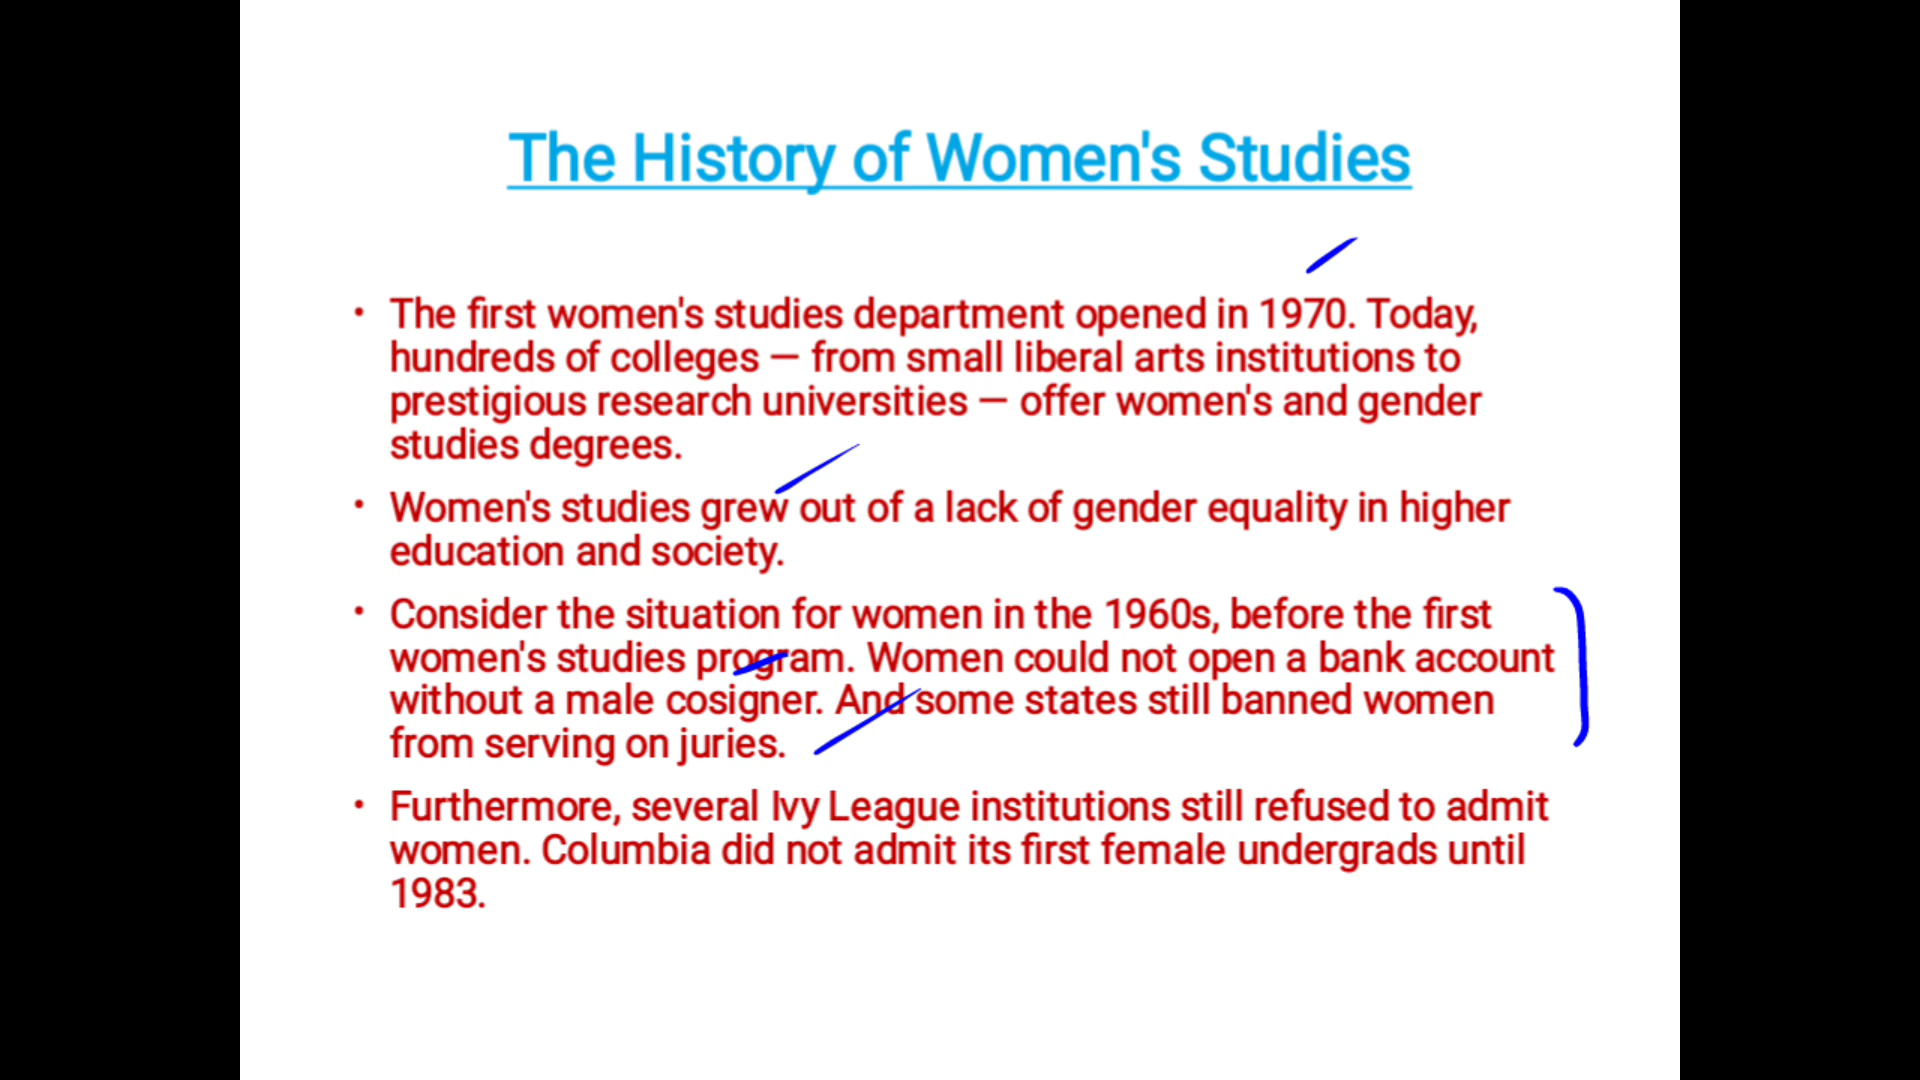 The History of Women's Studies
• The first women's studies department opened in 1970. Today,
hundreds of colleges — from small liberal arts institutions to
prestigious research universities — offer women's and gender
studies degrees.
• Women's studies grew out of a lack of gender equality in higher
education and society.
• Consider the situation for women in the 1960s, before the first
women's studies program. Women could not open a bank account
without a male cosigner. And some states still banned women
from serving on juries.
• Furthermore, several Ivy League institutions still refused to admit
women. Columbia did not admit its first female undergrads until
1983.